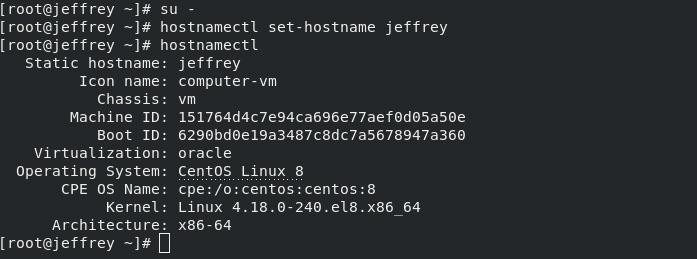 [root@jeffrey ~]# su -
[root@jeffrey ~]# hostnamectl set-hostname jeffrey
[root@jeffrey ~]# hostnamectl
Static hostname: jeffrey
Icon name: computer-vm
Chassis: vm
Machine ID: 151764d4c7e94ca696e77aef0d05a50e
Boot ID: 6290bd0e19a3487c8dc7a5678947a360
Virtualization: oracle
Operating System: CentOS Linux 8
CPE OS Name: cpe:/o:centos:centos:8
Kernel: Linux 4.18.0-240.el8.x86_64
Architecture: x86-64
[root@jeffrey ~]#